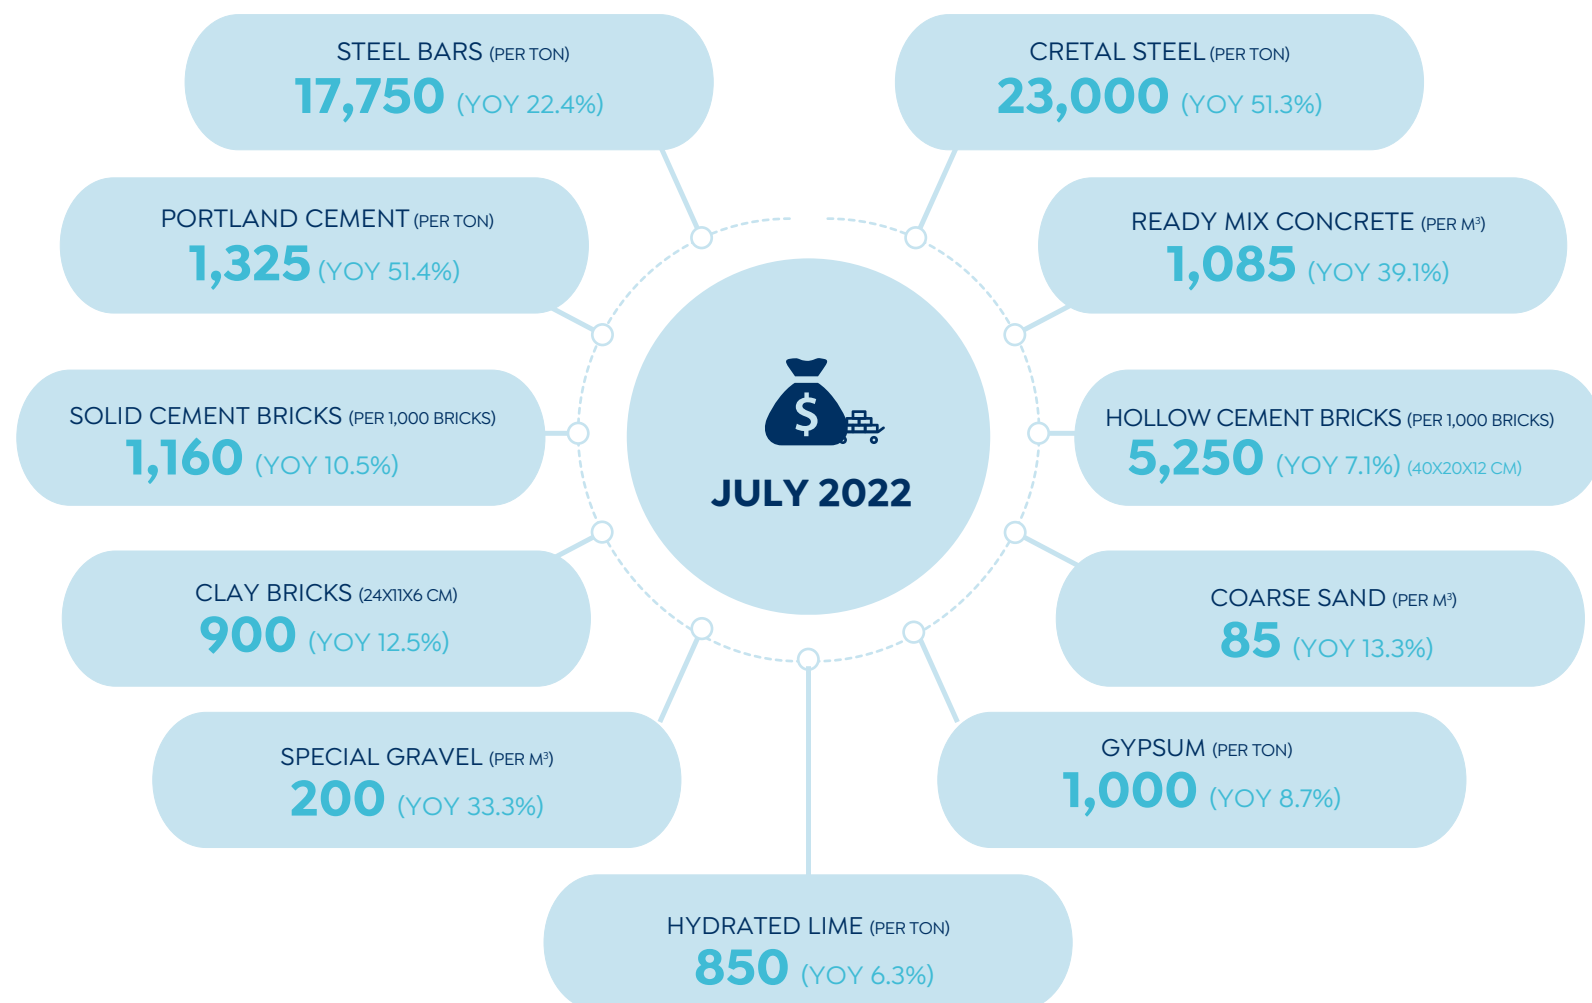 STEEL BARS (PER TON)
17,750 (YOY 22.4%)
CRETAL STEEL (PER TON)
23,000 (YOY 51.3%)
PORTLAND CEMENT (PER TON)
1,325 (YOY 51.4%)
READY MIX CONCRETE (PER M³)
1,085 (YOY 39.1%)
SOLID CEMENT BRICKS (PER 1,000 BRICKS)
1,160 (YOY 10.5%)
HOLLOW CEMENT BRICKS (PER 1,000 BRICKS)
5,250 (YOY 7.1%) (40X20X12 CM)
$
JULY 2022
CLAY BRICKS (24X11X6 CM)
900 (YOY 12.5%)
COARSE SAND (PER M³)
85 (YOY 13.3%)
SPECIAL GRAVEL (PER M³)
200 (YOY 33.3%)
GYPSUM (PER TON)
1,000 (YOY 8.7%)
HYDRATED LIME (PER TON)
850 (YOY 6.3%)